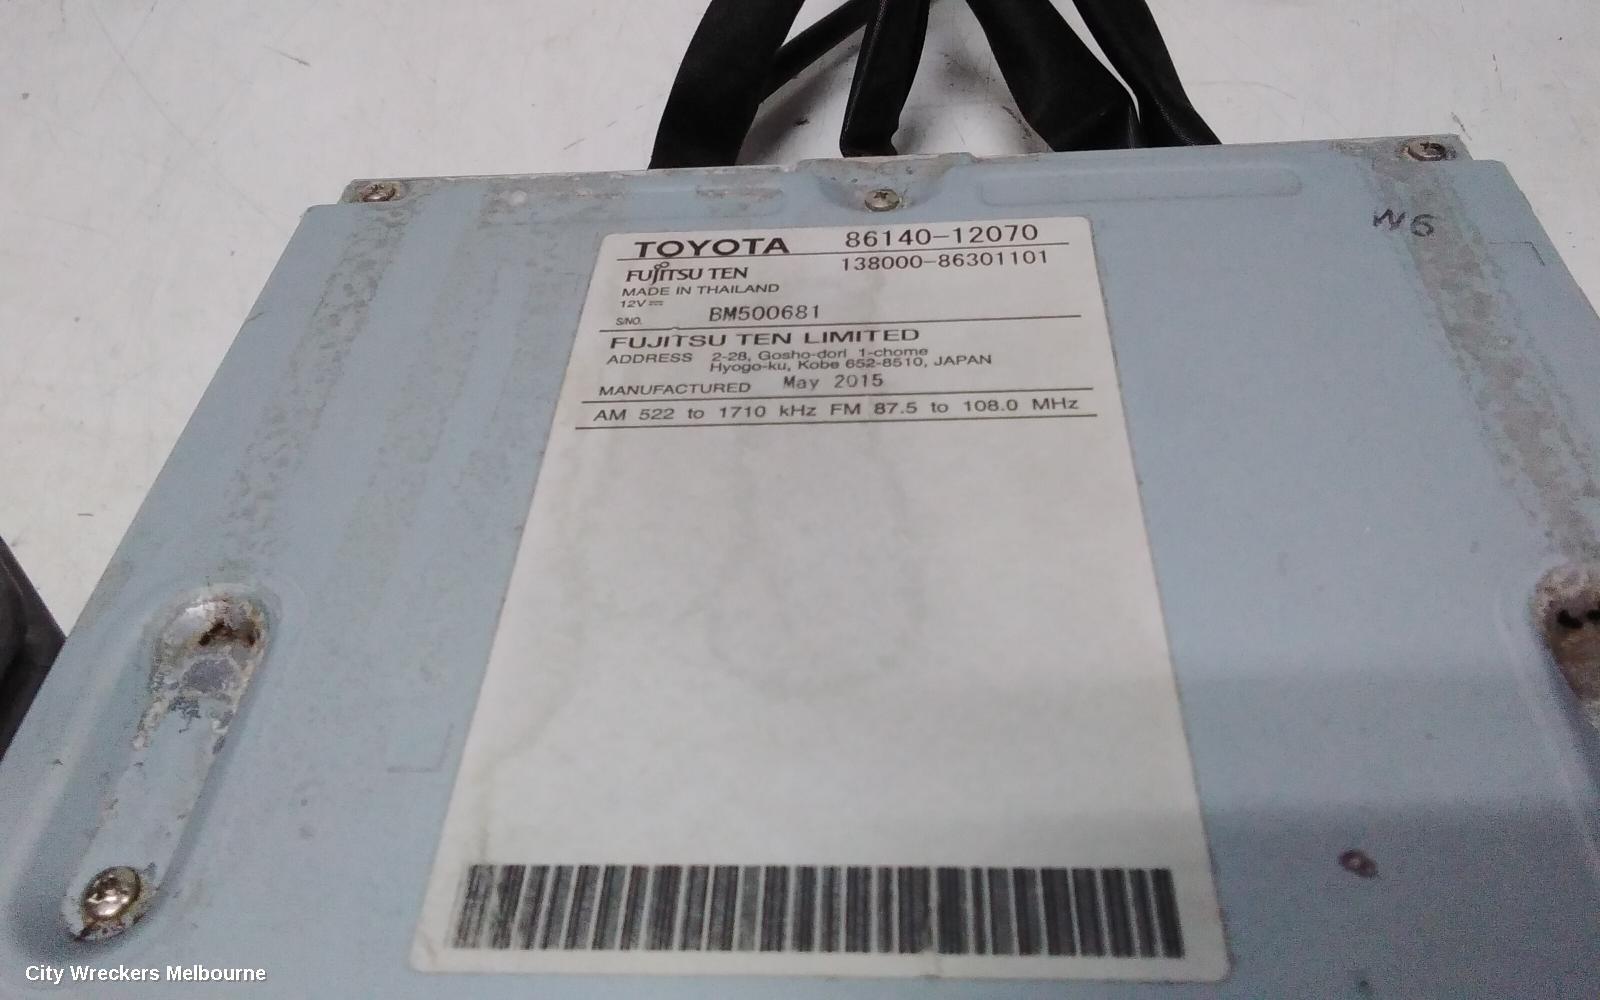 TOYOTA 86140-12070
FUJITSU TEN 138000-86301101
MADE IN THAILAND
12V
S/NO. BM500681
FUJITSU TEN LIMITED
ADDRESS 2-28, Gosho-dori 1-chome
Hyogo-ku, Kobe 652-8510, JAPAN
MANUFACTURED May 2015
AM 522 to 1710 kHz FM 87.5 to 108.0 MHz
W6
City Wreckers Melbourne